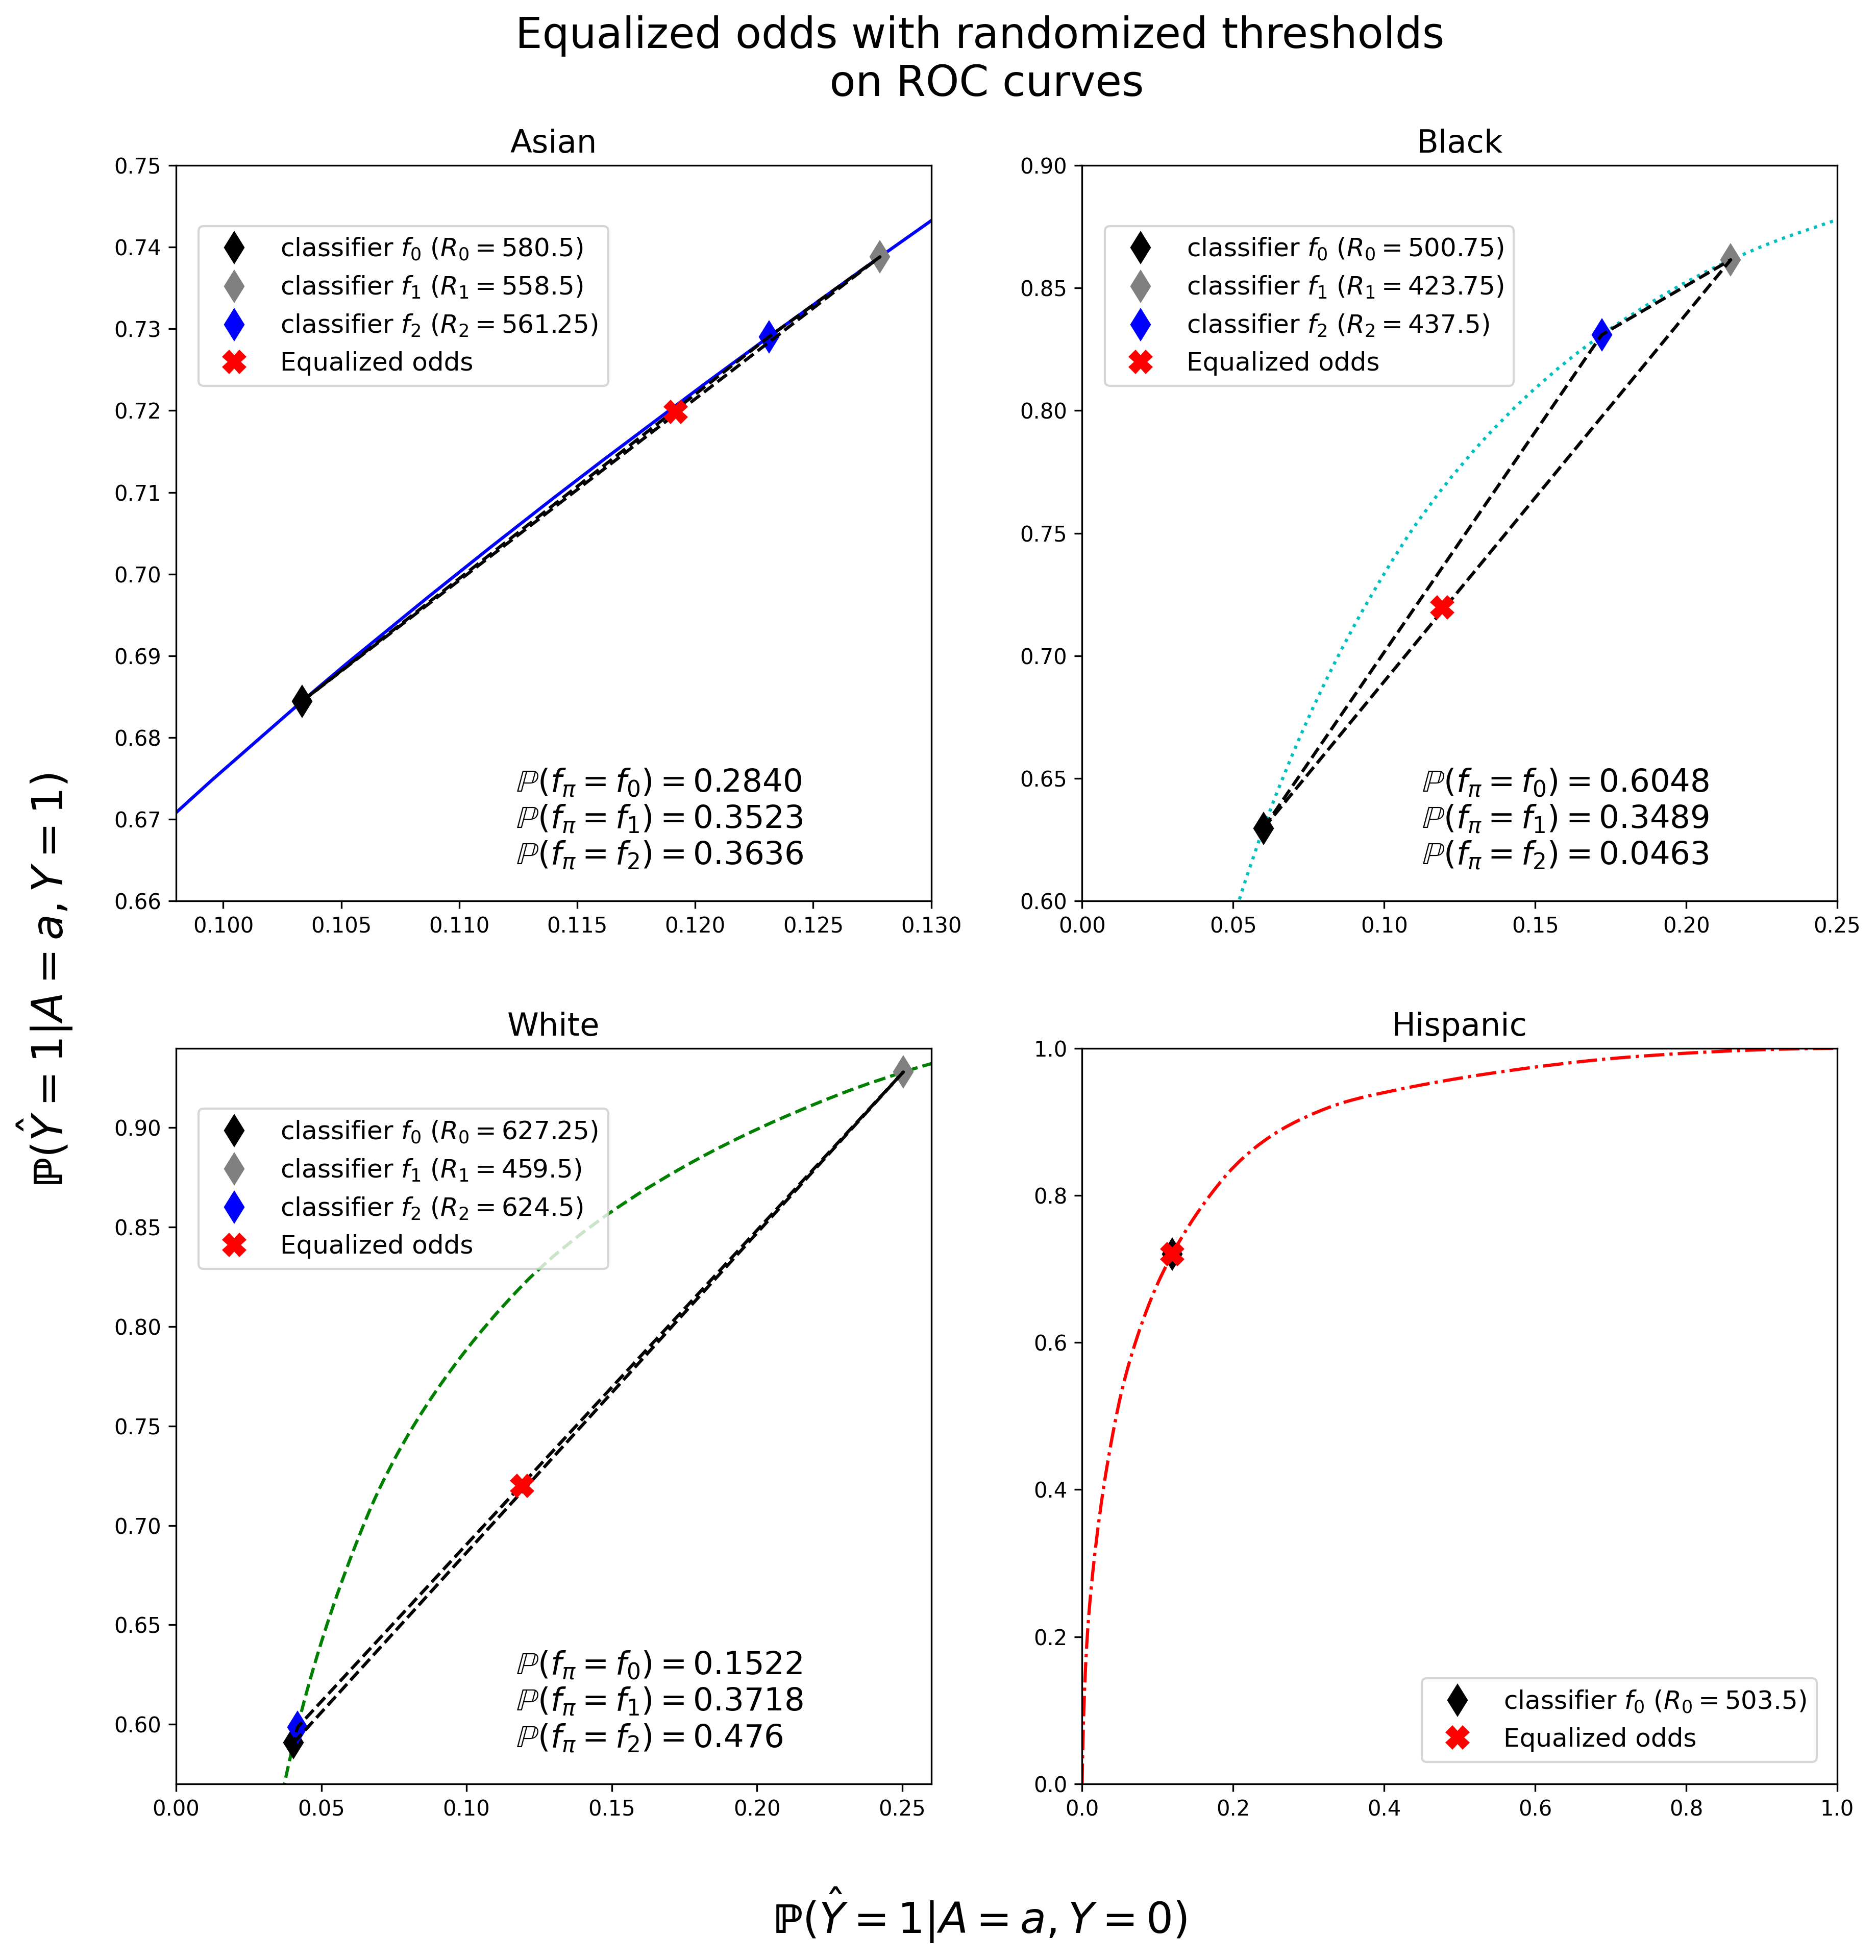 Equalized odds with randomized thresholds
on ROC curves
ℙ(Ŷ = 1|A = a, Y = 1)
Asian
0.75
0.74
0.73
0.72
0.71
0.70
0.69
0.68
0.67
0.66
classifier f₀ (R₀ = 580.5)
classifier f₁ (R₁ = 558.5)
classifier f₂ (R₂ = 561.25)
Equalized odds
ℙ(f_π = f₀) = 0.2840
ℙ(f_π = f₁) = 0.3523
ℙ(f_π = f₂) = 0.3636
0.100 0.105 0.110 0.115 0.120 0.125 0.130
Black
0.90
0.85
0.80
0.75
0.70
0.65
0.60
classifier f₀ (R₀ = 500.75)
classifier f₁ (R₁ = 423.75)
classifier f₂ (R₂ = 437.5)
Equalized odds
ℙ(f_π = f₀) = 0.6048
ℙ(f_π = f₁) = 0.3489
ℙ(f_π = f₂) = 0.0463
0.00 0.05 0.10 0.15 0.20 0.25
White
0.90
0.85
0.80
0.75
0.70
0.65
0.60
classifier f₀ (R₀ = 627.25)
classifier f₁ (R₁ = 459.5)
classifier f₂ (R₂ = 624.5)
Equalized odds
ℙ(f_π = f₀) = 0.1522
ℙ(f_π = f₁) = 0.3718
ℙ(f_π = f₂) = 0.476
0.00 0.05 0.10 0.15 0.20 0.25
Hispanic
1.0
0.8
0.6
0.4
0.2
0.0
classifier f₀ (R₀ = 503.5)
Equalized odds
0.0 0.2 0.4 0.6 0.8 1.0
ℙ(Ŷ = 1|A = a, Y = 0)